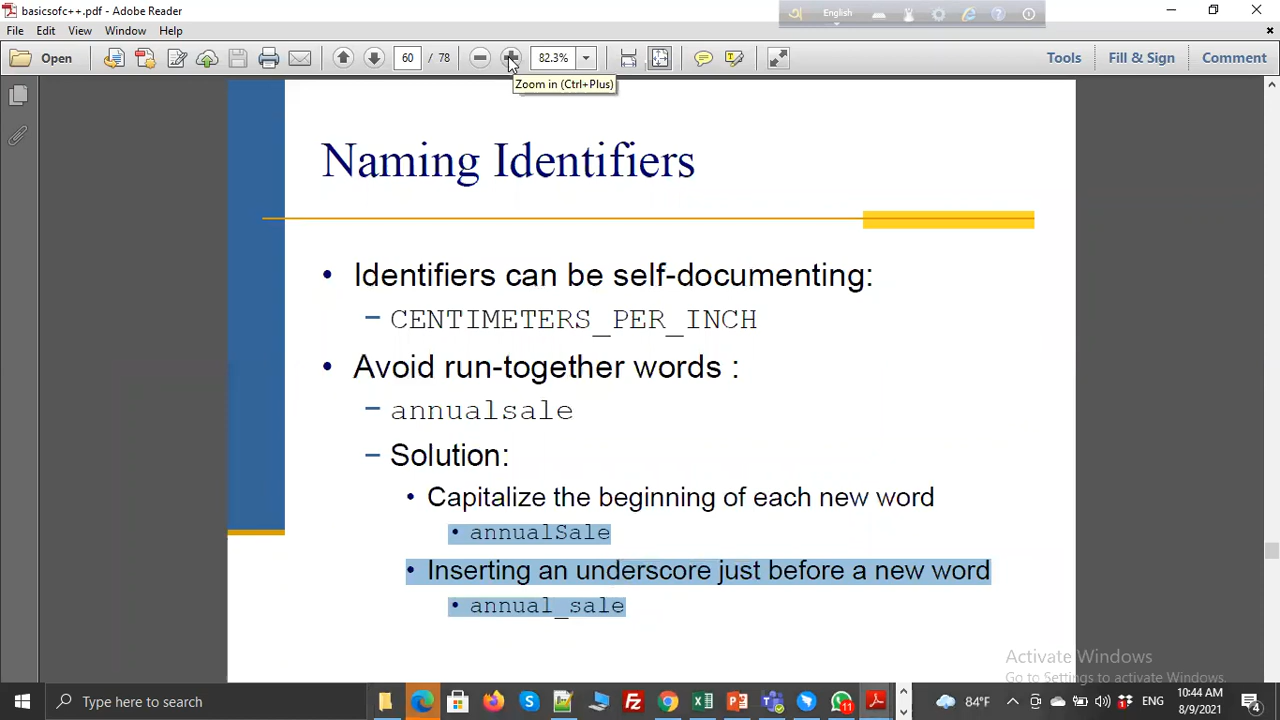 basicsofc++.pdf - Adobe Reader
English
File Edit View Window Help
Open 60 / 78 82.3% Tools Fill & Sign Comment
Zoom in (Ctrl+Plus)
Naming Identifiers
• Identifiers can be self-documenting:
– CENTIMETERS_PER_INCH
• Avoid run-together words :
– annualsale
– Solution:
• Capitalize the beginning of each new word
• annualSale
• Inserting an underscore just before a new word
• annual_sale
Activate Windows
Go to Settings to activate Windows.
Type here to search
11
84°F
ENG
10:44 AM
8/9/2021
4